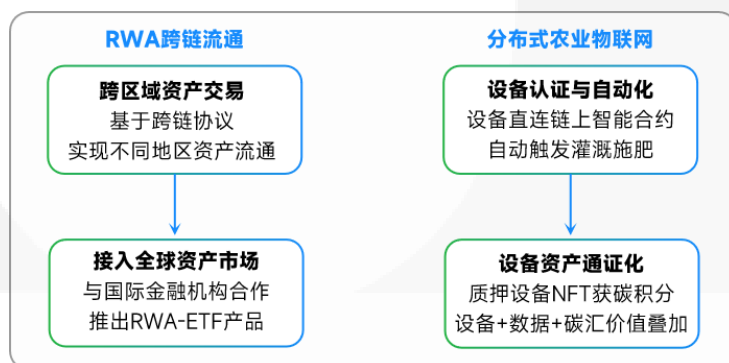 RWA跨链流通
跨区域资产交易
基于跨链协议
实现不同地区资产流通
接入全球资产市场
与国际金融机构合作
推出RWA-ETF产品
分布式农业物联网
设备认证与自动化
设备直连链上智能合约
自动触发灌溉施肥
设备资产通证化
质押设备NFT获碳积分
设备+数据+碳汇价值叠加